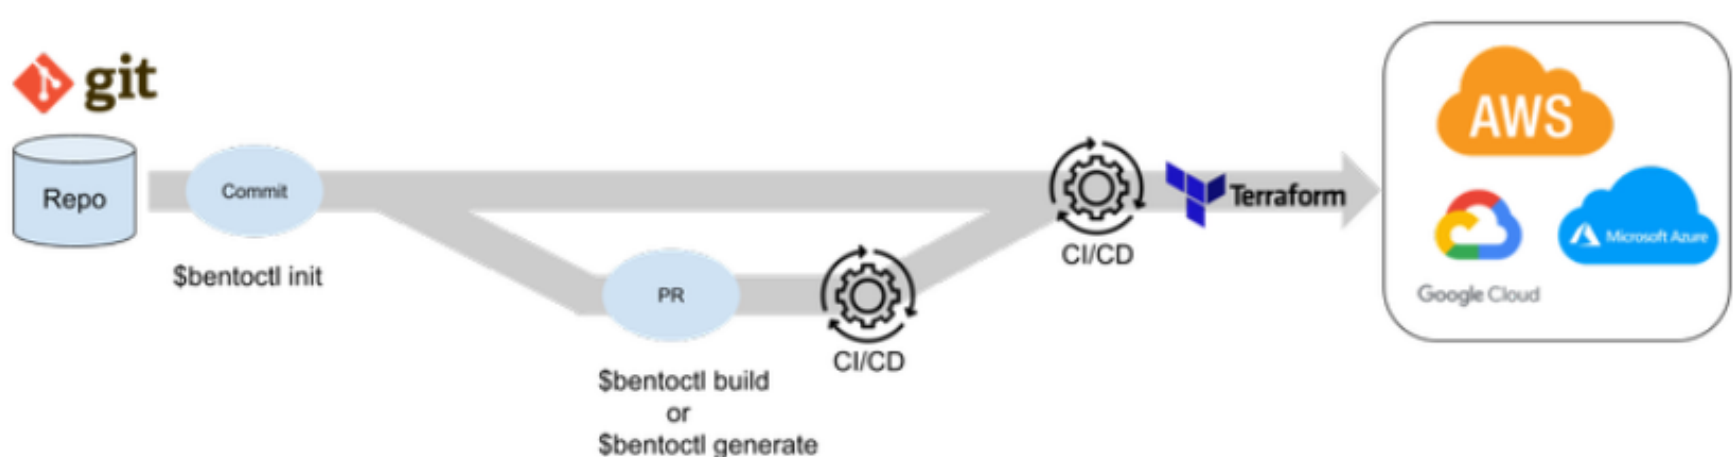 git
Repo
Commit
$bentoctl init
PR
$bentoctl build
or
$bentoctl generate
CI/CD
CI/CD
Terraform
AWS
Google Cloud
Microsoft Azure